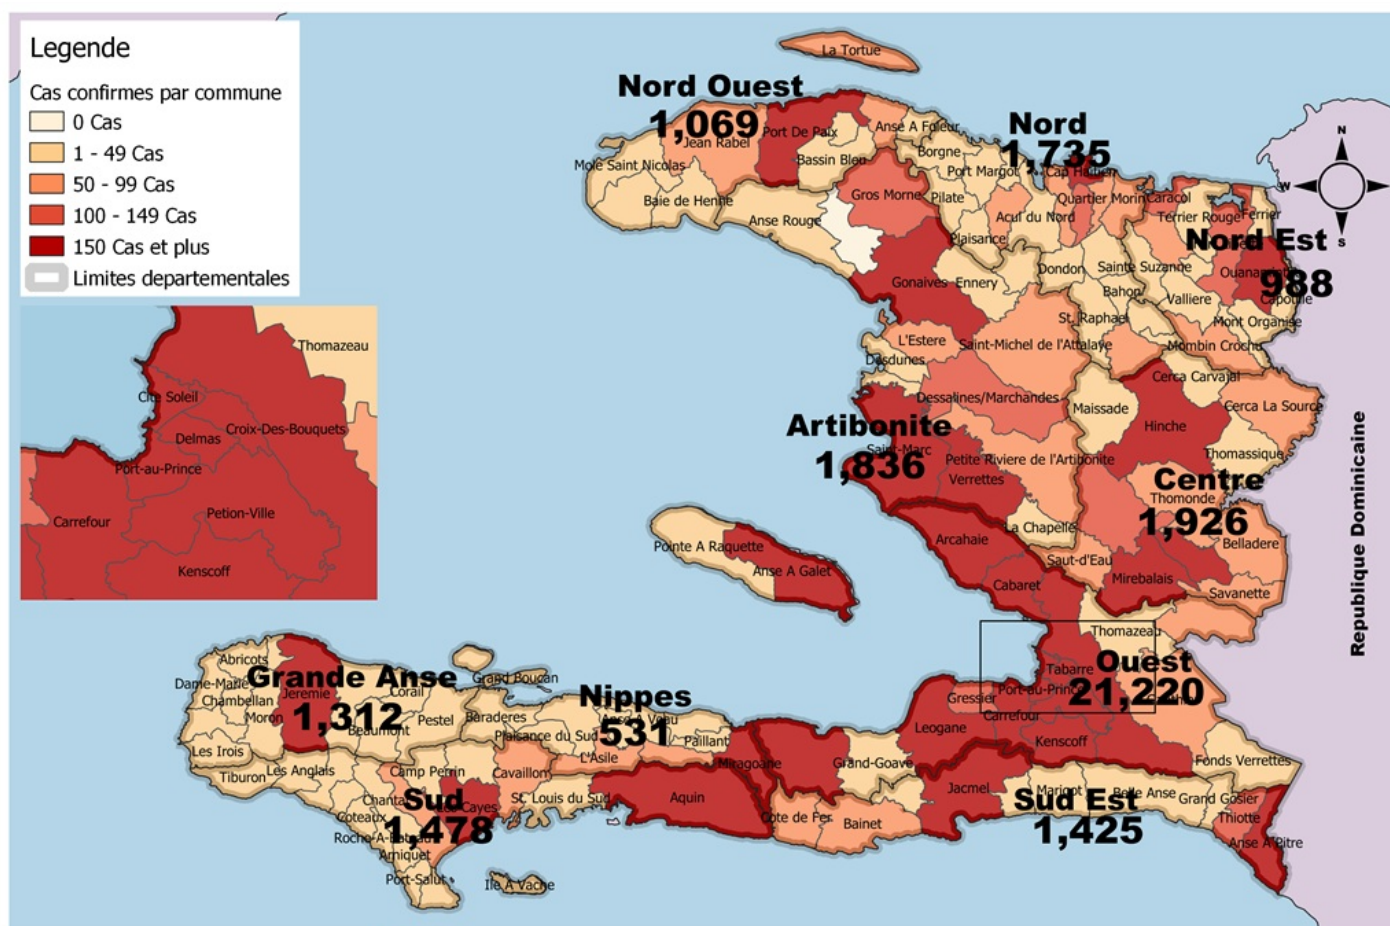 Legende
Cas confirmes par commune
0 Cas
1 - 49 Cas
50 - 99 Cas
100 - 149 Cas
150 Cas et plus
Limites departementales
Thomazeau
Cite Soleil
Croix-Des-Bouquets
Delmas
Port-au-Prince
Petion-Ville
Carrefour
Kenscoff
La Tortue
Nord Ouest
1,069
Port De Paix
Jean Rabel
Anse A Foleur
Mole Saint Nicolas
Bassin Bleu
Baie de Henne
Anse Rouge
Nord
1,735
Borgne
Port Margot
Cap Haitien
Gros Morne
Pilate
Quartier Morin
Caracol
Acul du Nord
Terrier Rouge
Ferrier
Plaisance
Nord Est
988
N
W
S
Gonaives
Ennery
Dondon
Sainte Suzanne
Bahon
Valliere
Capotille
St. Raphael
Mont Organise
L'Estere
Saint-Michel de l'Attalaye
Mombin Crochu
Desdunes
Cerca Carvajal
Dessalines/Marchandes
Maissade
Cerca La Source
Artibonite
1,836
Hinche
Saint-Marc
Petite Riviere de l'Artibonite
Thomassique
Verrettes
Centre
1,926
Thomonde
La Chapelle
Belladere
Arcahaie
Saut-d'Eau
Mirebalais
Cabaret
Savanette
Pointe A Raquette
Anse A Galet
Republique Dominicaine
Thomazeau
Ouest
21,220
Tabarre
Port-au-Prince
Gressier
Carrefour
Leogane
Kenscoff
Grand-Goave
Fonds Verrettes
Abricots
Grande Anse
1,312
Dame-Marie
Chambellan
Jeremie
Corail
Grand Boucan
Moron
Beaumont
Pestel
Baraderes
Les Irois
Nippes
531
Anse A Veau
Plaisance du Sud
Paillant
L'Asile
Miragoane
Tiburon
Les Anglais
Camp Perrin
Cavaillon
Sud
1,478
St. Louis du Sud
Aquin
Coteaux
Port-Salut
Ile A Vache
Cote de Fer
Bainet
Jacmel
Sud Est
1,425
Marigot
Belle Anse
Grand Gosier
Thiotte
Anse A Pitre